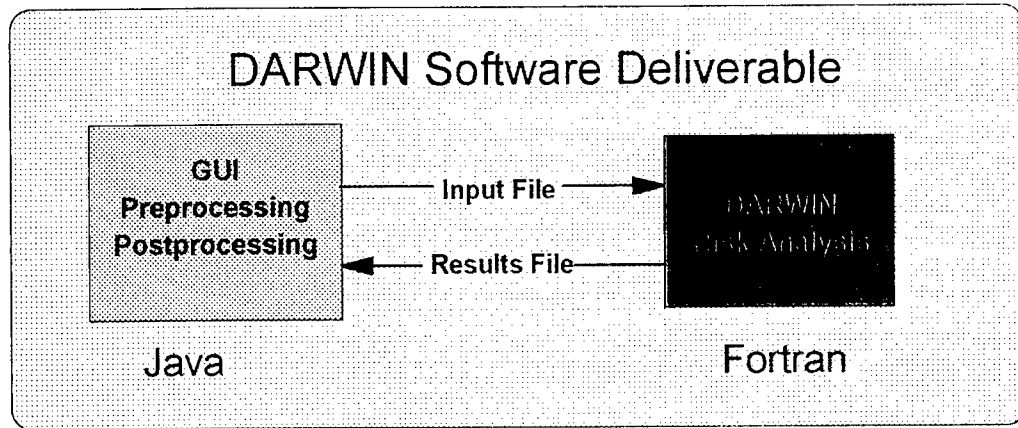 DARWIN Software Deliverable
GUI
Preprocessing
Postprocessing
Input File
Results File
DARWIN
Risk Analysis
Java
Fortran